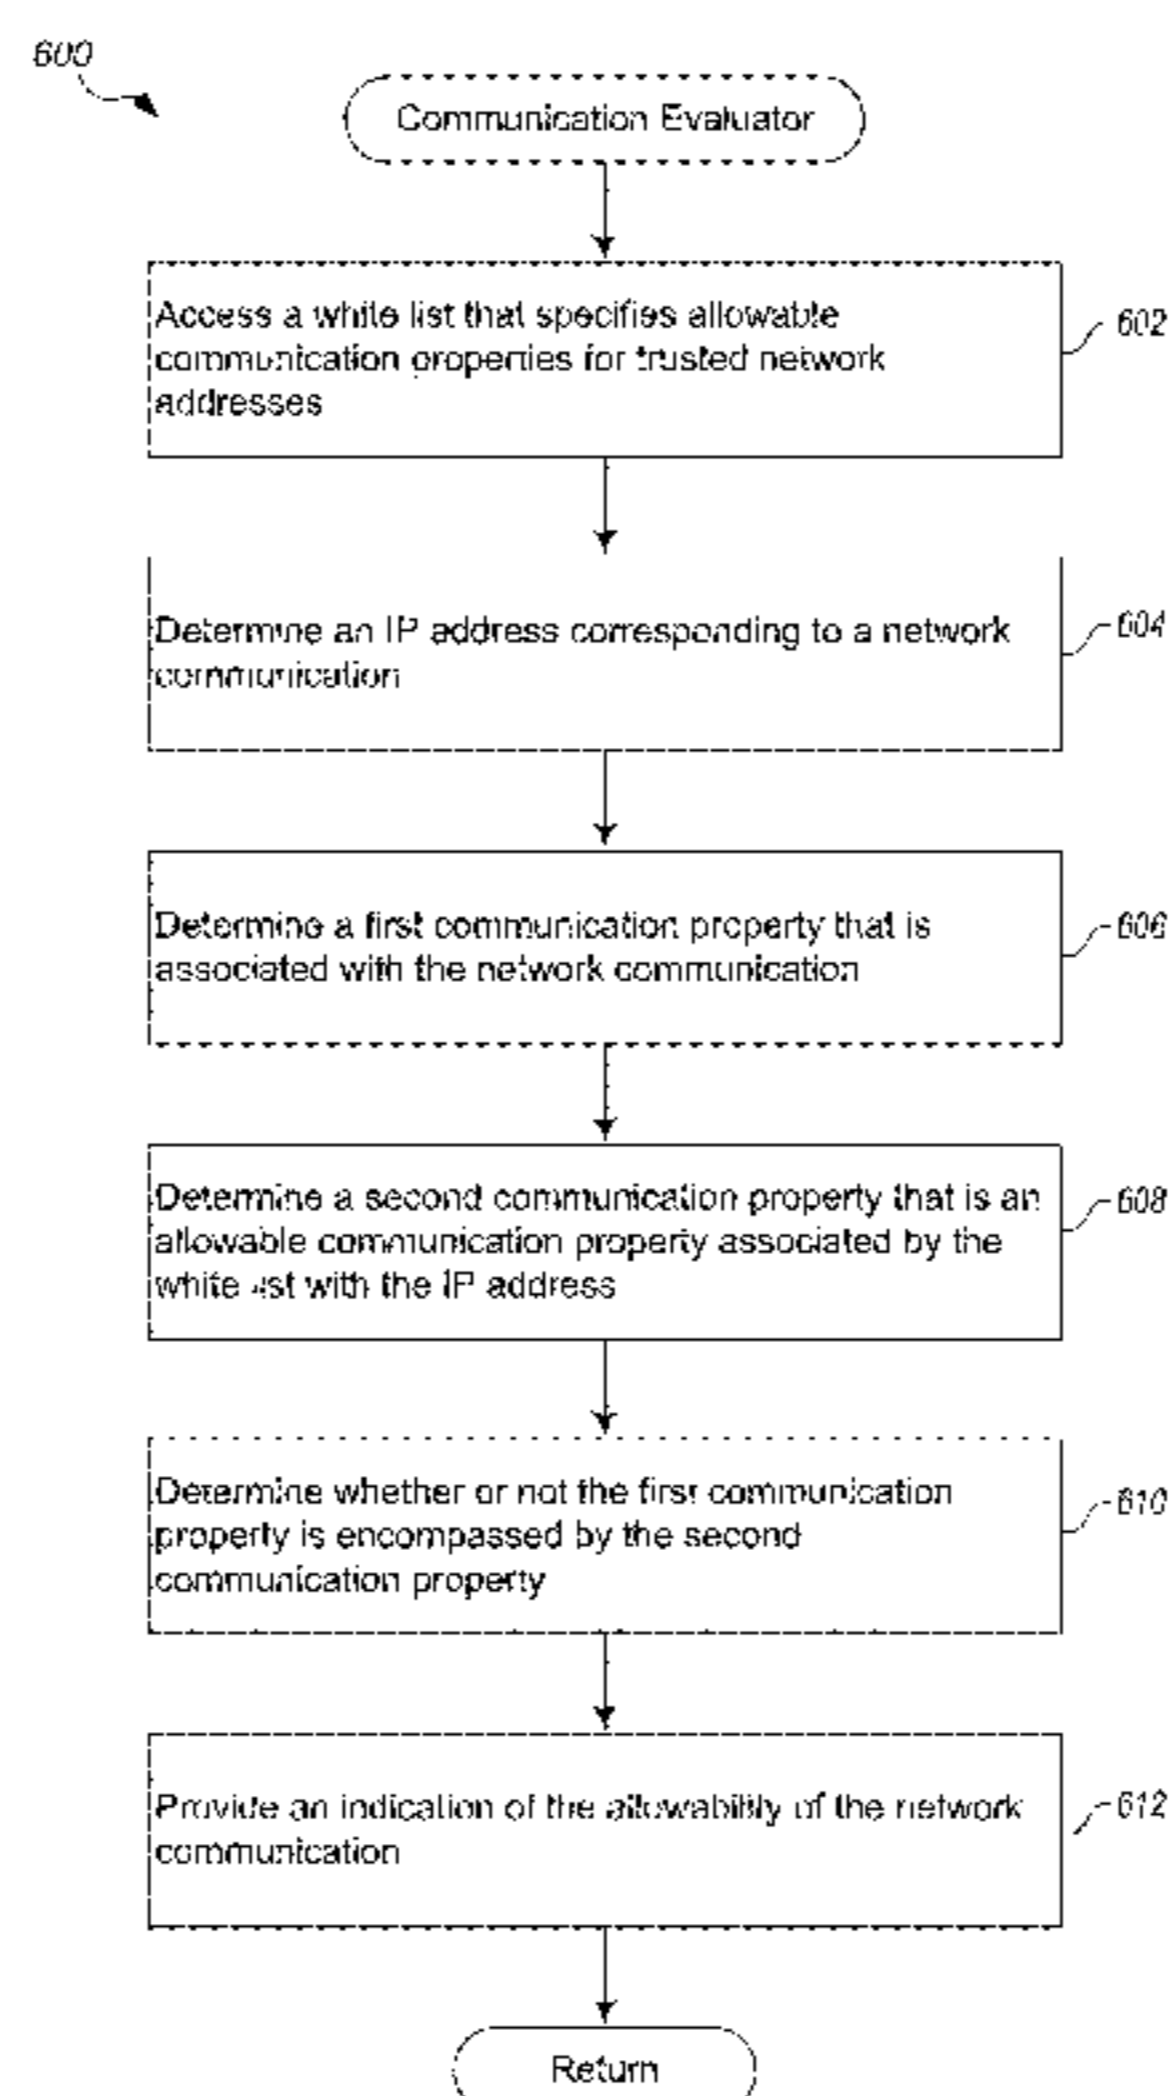 600
Communication Evaluator
Access a white list that specifies allowable
communication properties for trusted network
addresses
602
Determine an IP address corresponding to a network
communication
604
Determine a first communication property that is
associated with the network communication
606
Determine a second communication property that is an
allowable communication property associated by the
white list with the IP address
608
Determine whether or not the first communication
property is encompassed by the second
communication property
610
Provide an indication of the allowability of the network
communication
612
Return